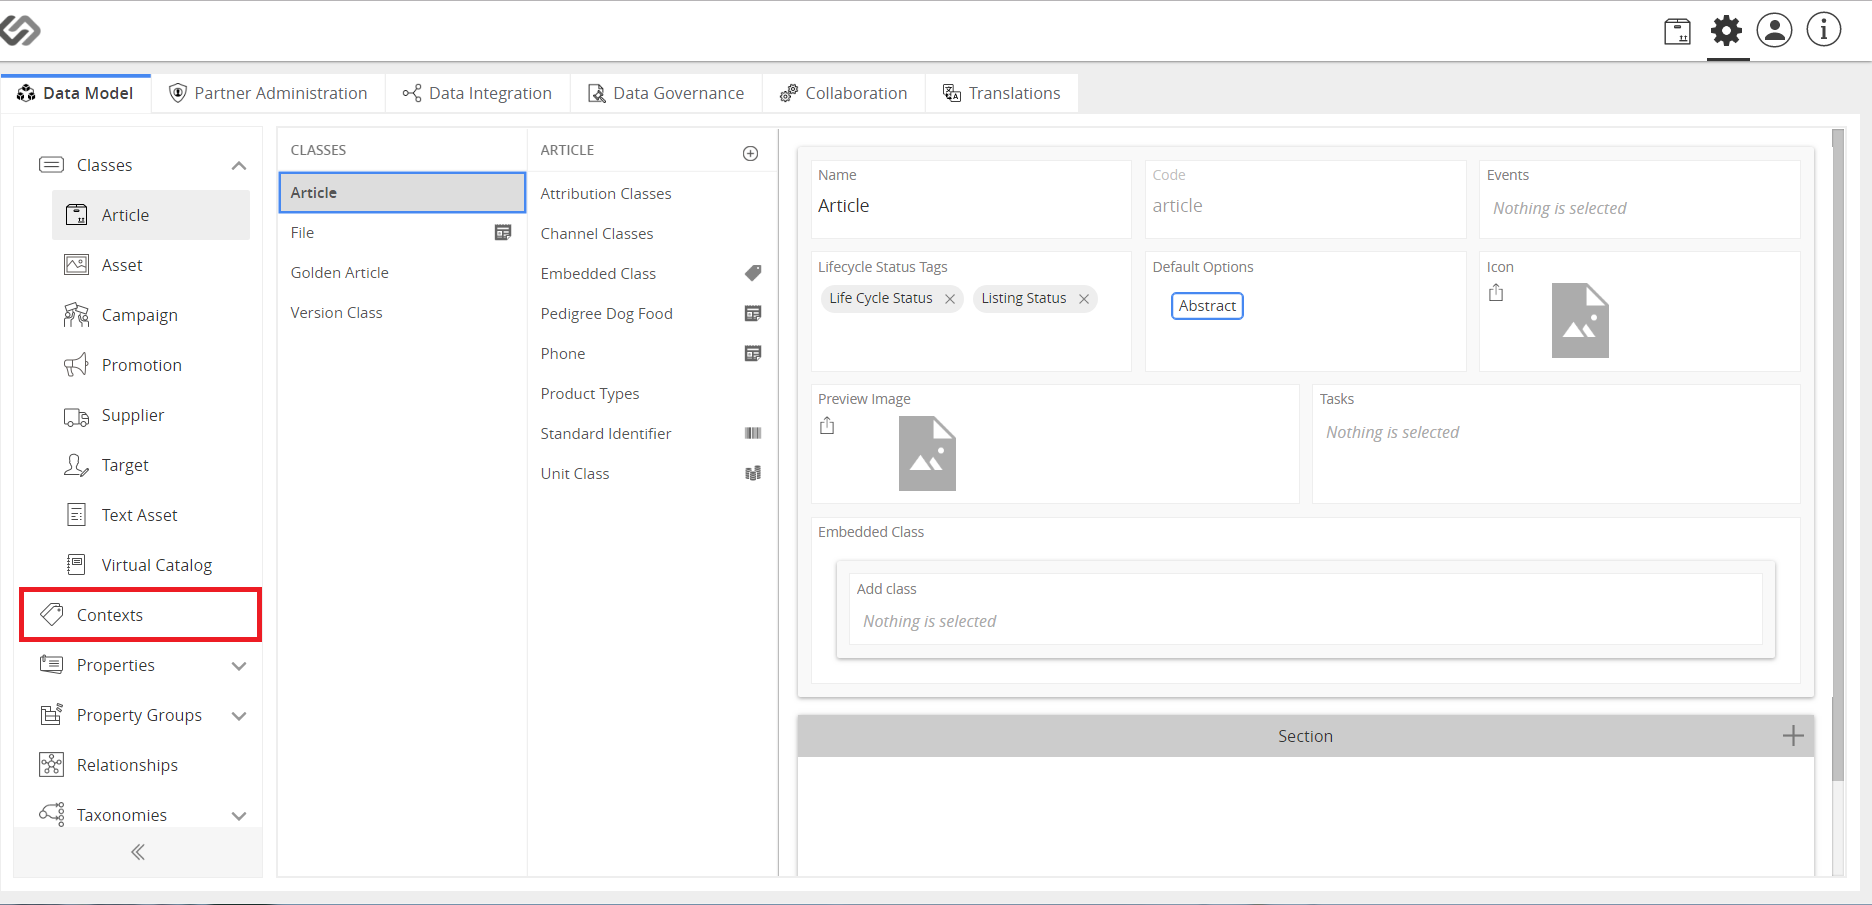 Data Model
Partner Administration
Data Integration
Data Governance
Collaboration
Translations
Classes
Article
Asset
Campaign
Promotion
Supplier
Target
Text Asset
Virtual Catalog
Contexts
Properties
Property Groups
Relationships
Taxonomies
CLASSES
Article
File
Golden Article
Version Class
ARTICLE
Attribution Classes
Channel Classes
Embedded Class
Pedigree Dog Food
Phone
Product Types
Standard Identifier
Unit Class
Name
Article
Code
article
Events
Nothing is selected
Lifecycle Status Tags
Life Cycle Status
Listing Status
Default Options
Abstract
Icon
Preview Image
Tasks
Nothing is selected
Embedded Class
Add class
Nothing is selected
Section